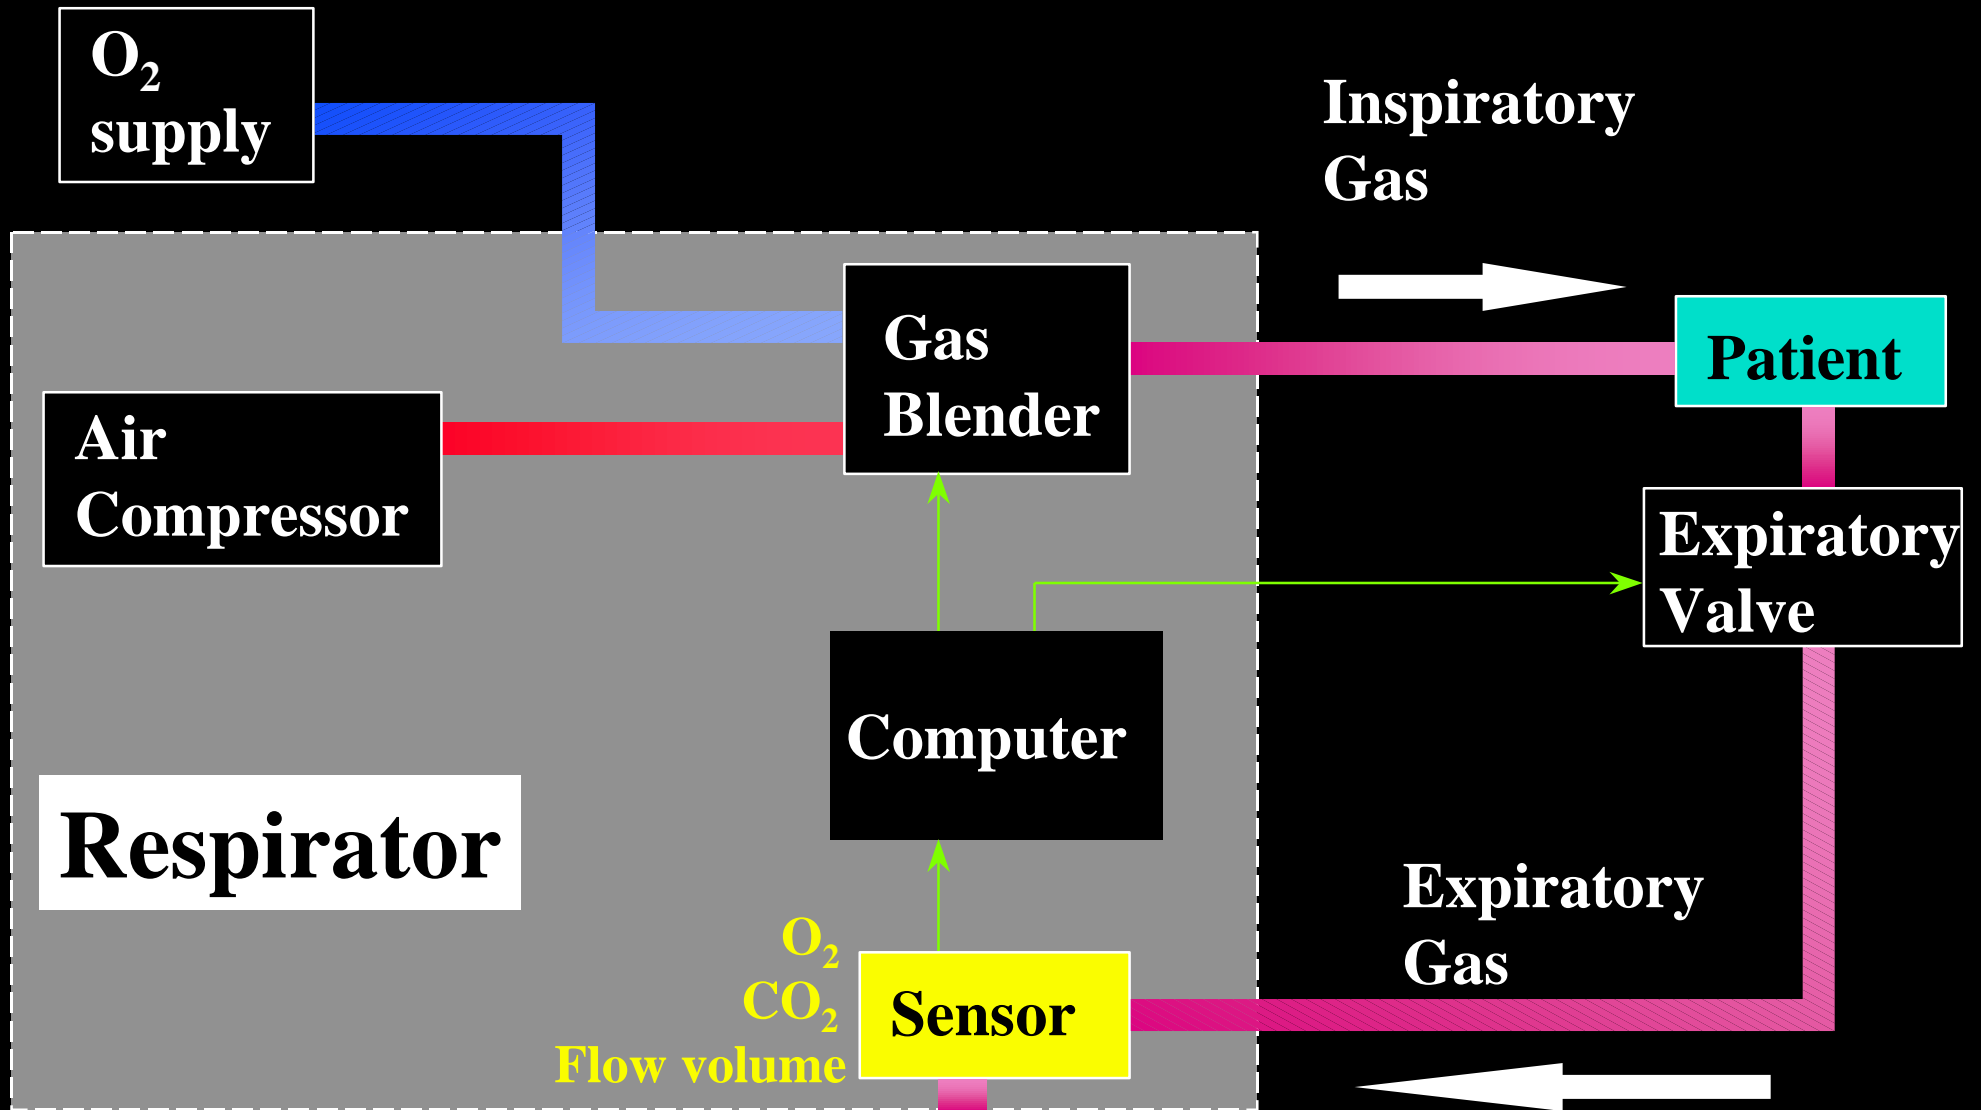 O₂
supply
Inspiratory
Gas
Gas
Blender
Patient
Air
Compressor
Expiratory
Valve
Computer
Respirator
Expiratory
Gas
O₂
CO₂
Flow volume
Sensor